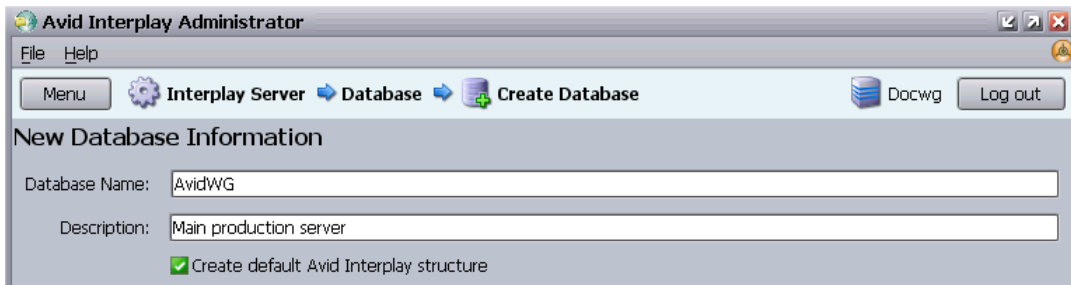 Avid Interplay Administrator
File Help
Menu Interplay Server Database Create Database Docwg Log out
New Database Information
Database Name: AvidWG
Description: Main production server
Create default Avid Interplay structure